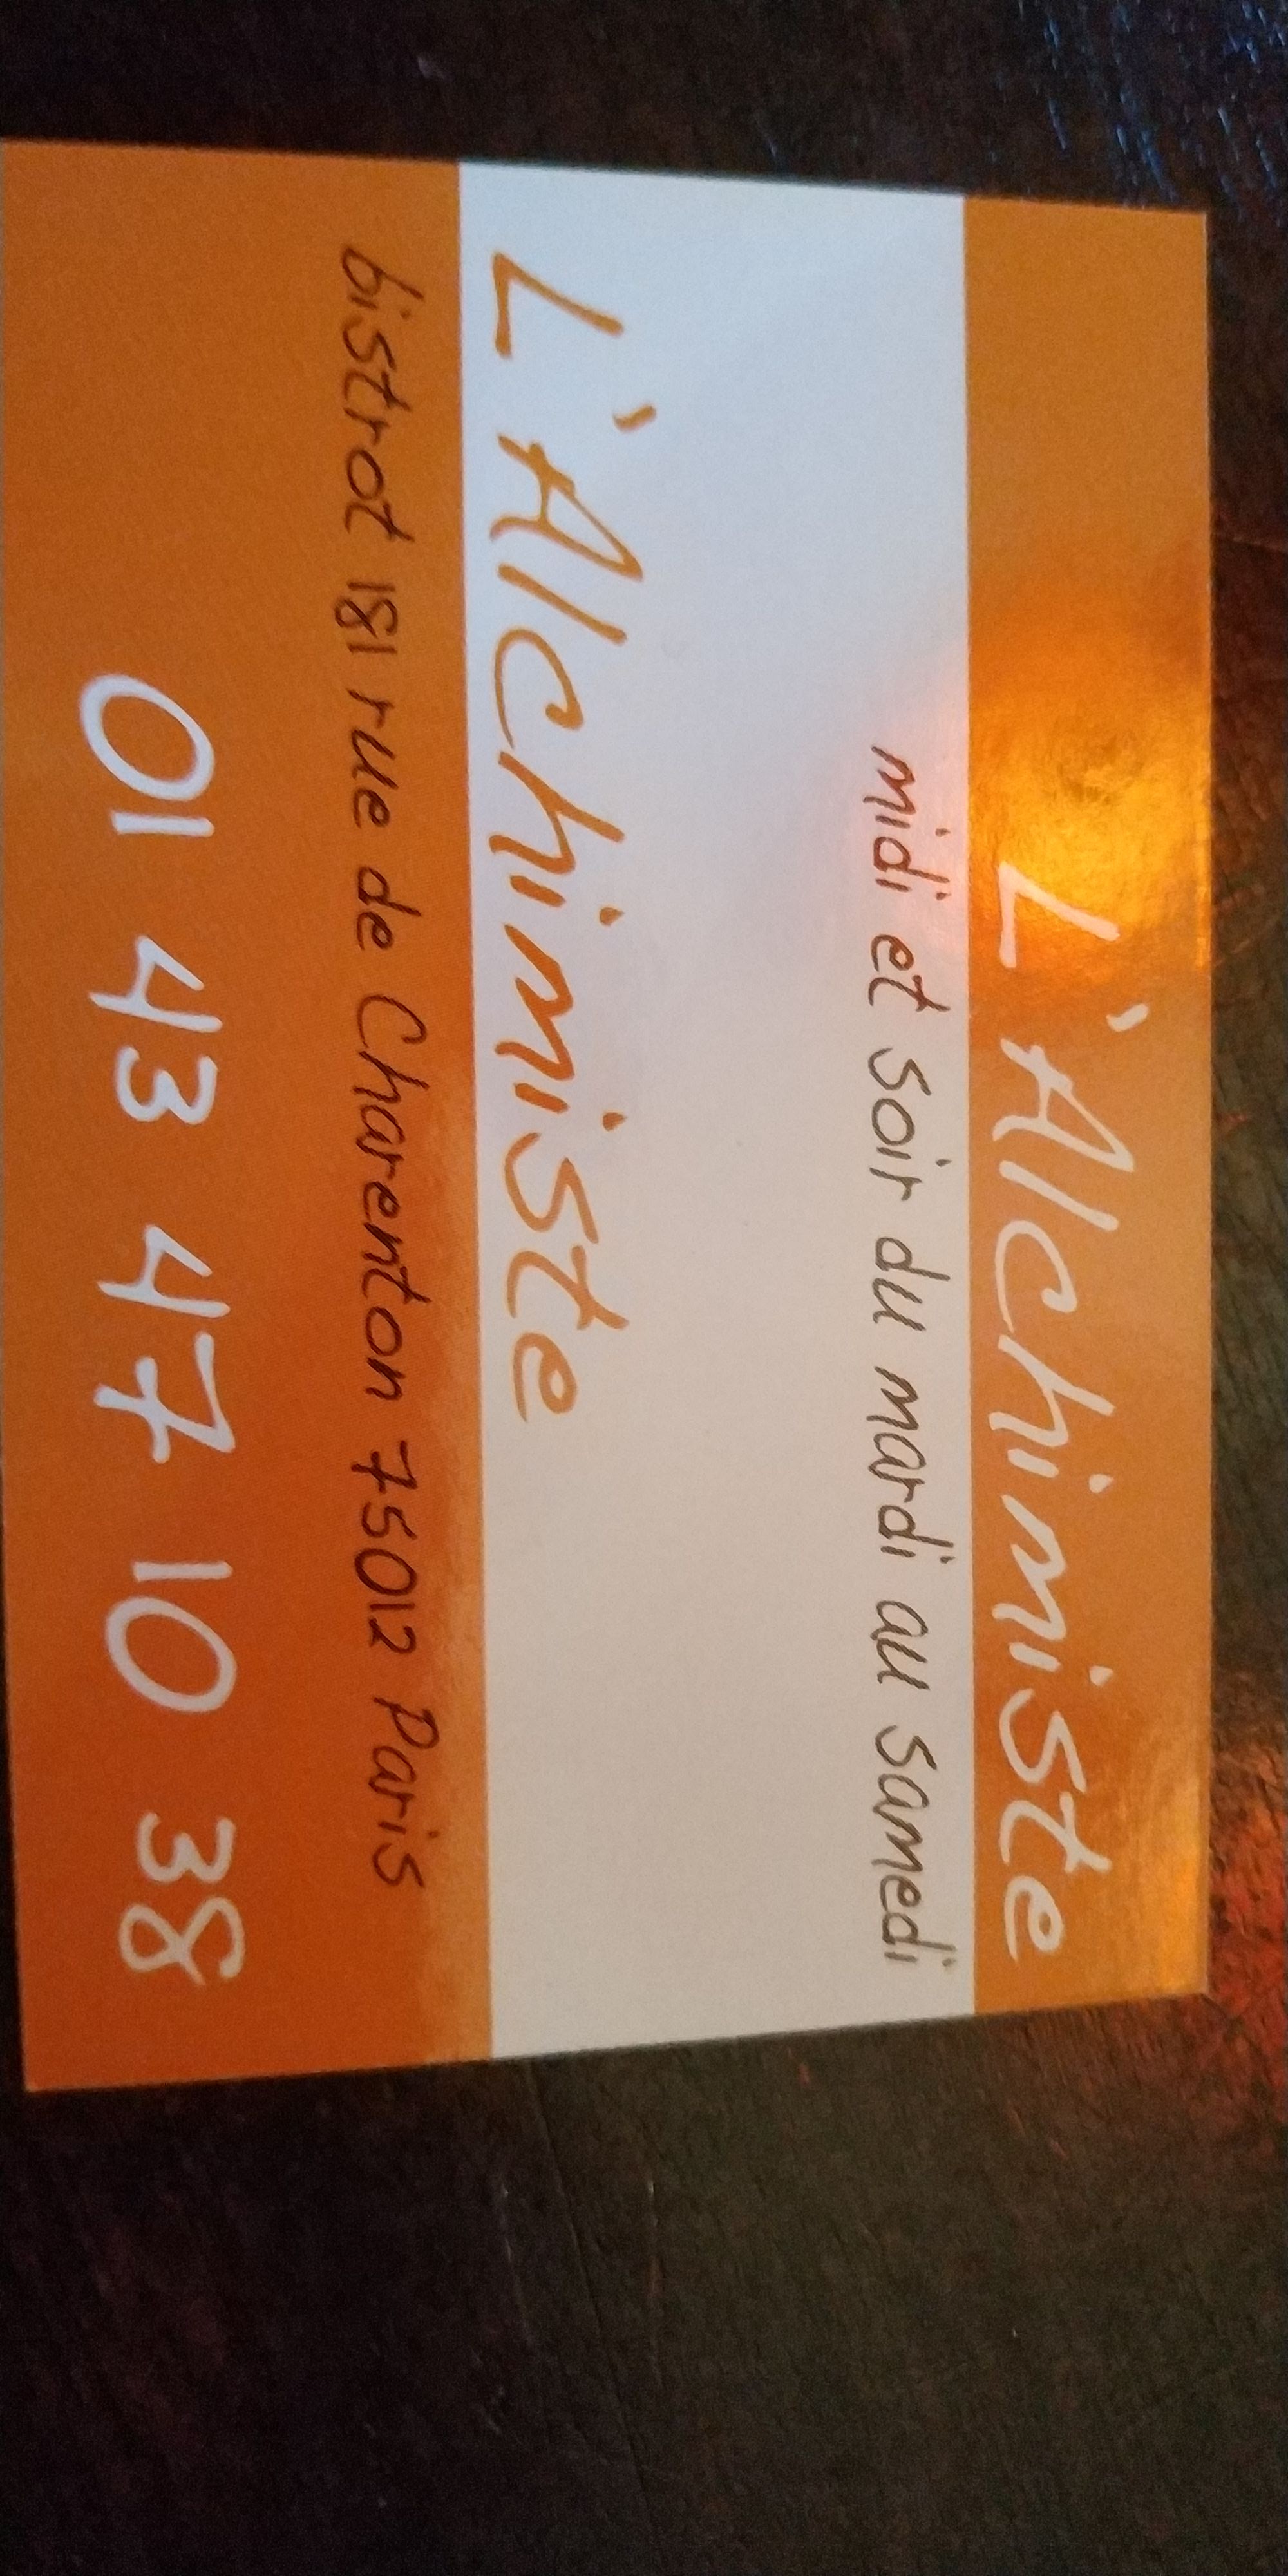 L'Alchimiste
midi et soir du mardi au samedi
L'Alchimiste
bistrot 181 rue de Charenton 75012 Paris
01 43 47 10 38